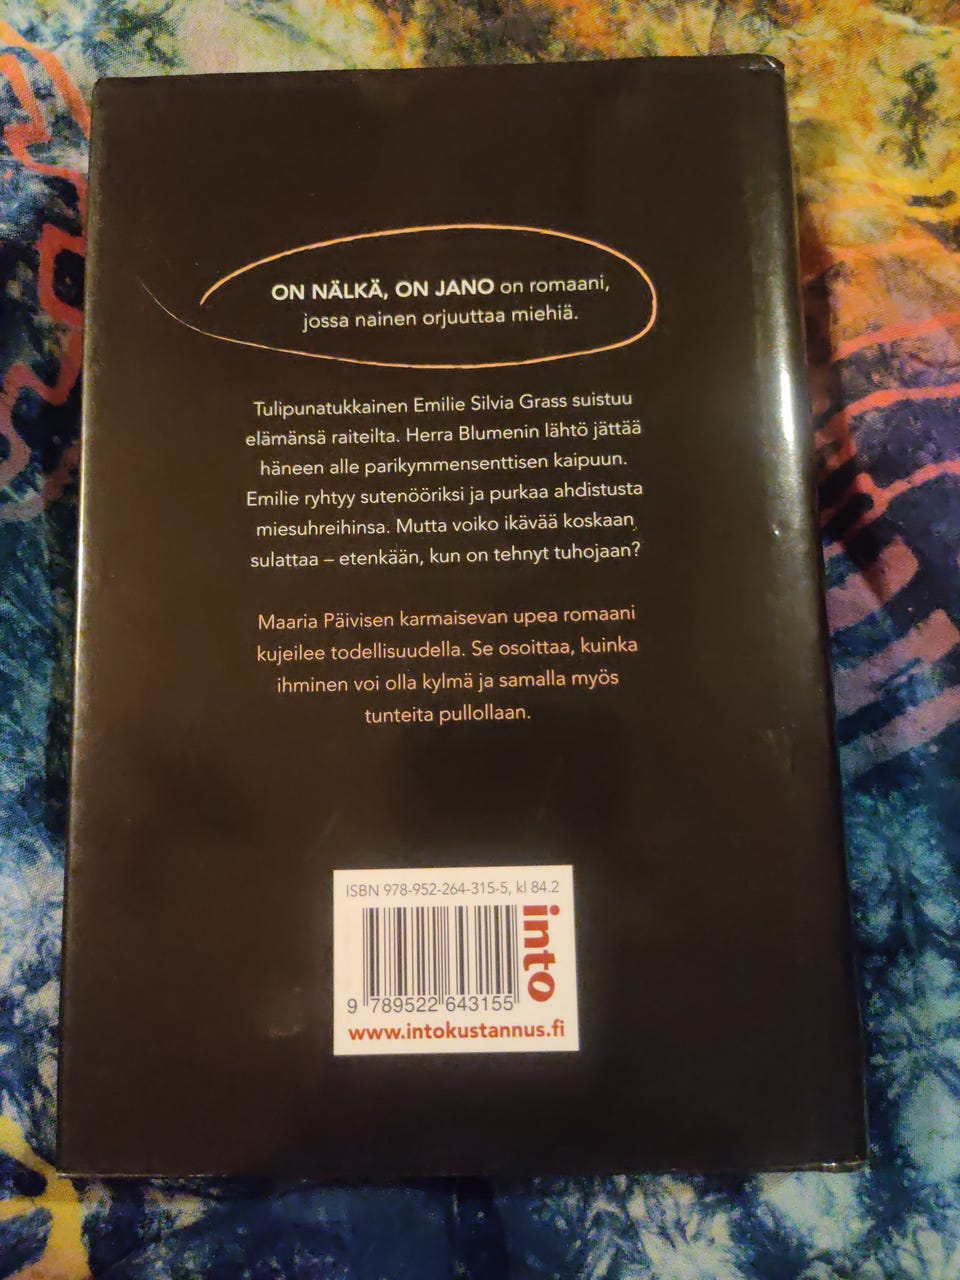 ON NÄLKÄ, ON JANO on romaani,
jossa nainen orjuuttaa miehiä.
Tulipunatukkainen Emilie Silvia Grass suistuu
elämänsä raiteilta. Herra Blumenin lähtö jättää
häneen alle parikymmensenttisen kaipuun.
Emilie ryhtyy sutenööriksi ja purkaa ahdistusta
miesuhreihinsa. Mutta voiko ikävää koskaan
sulattaa – etenkään, kun on tehnyt tuhojaan?
Maaria Päivisen karmaisevan upea romaani
kujeilee todellisuudella. Se osoittaa, kuinka
ihminen voi olla kylmä ja samalla myös
tunteita pullollaan.
ISBN 978-952-264-315-5, kl 84.2
into
9 789522 643155
www.intokustannus.fi